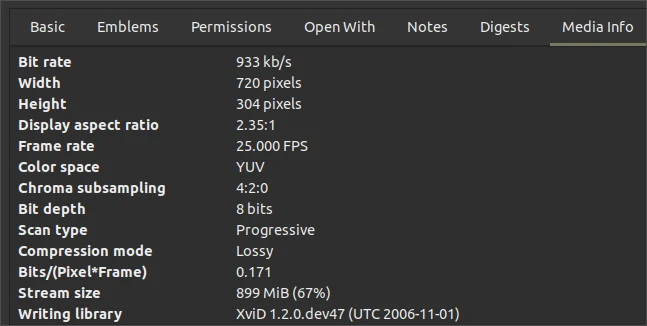 Basic Emblems Permissions Open With Notes Digests Media Info
Bit rate 933 kb/s
Width 720 pixels
Height 304 pixels
Display aspect ratio 2.35:1
Frame rate 25.000 FPS
Color space YUV
Chroma subsampling 4:2:0
Bit depth 8 bits
Scan type Progressive
Compression mode Lossy
Bits/(Pixel*Frame) 0.171
Stream size 899 MiB (67%)
Writing library XviD 1.2.0.dev47 (UTC 2006-11-01)